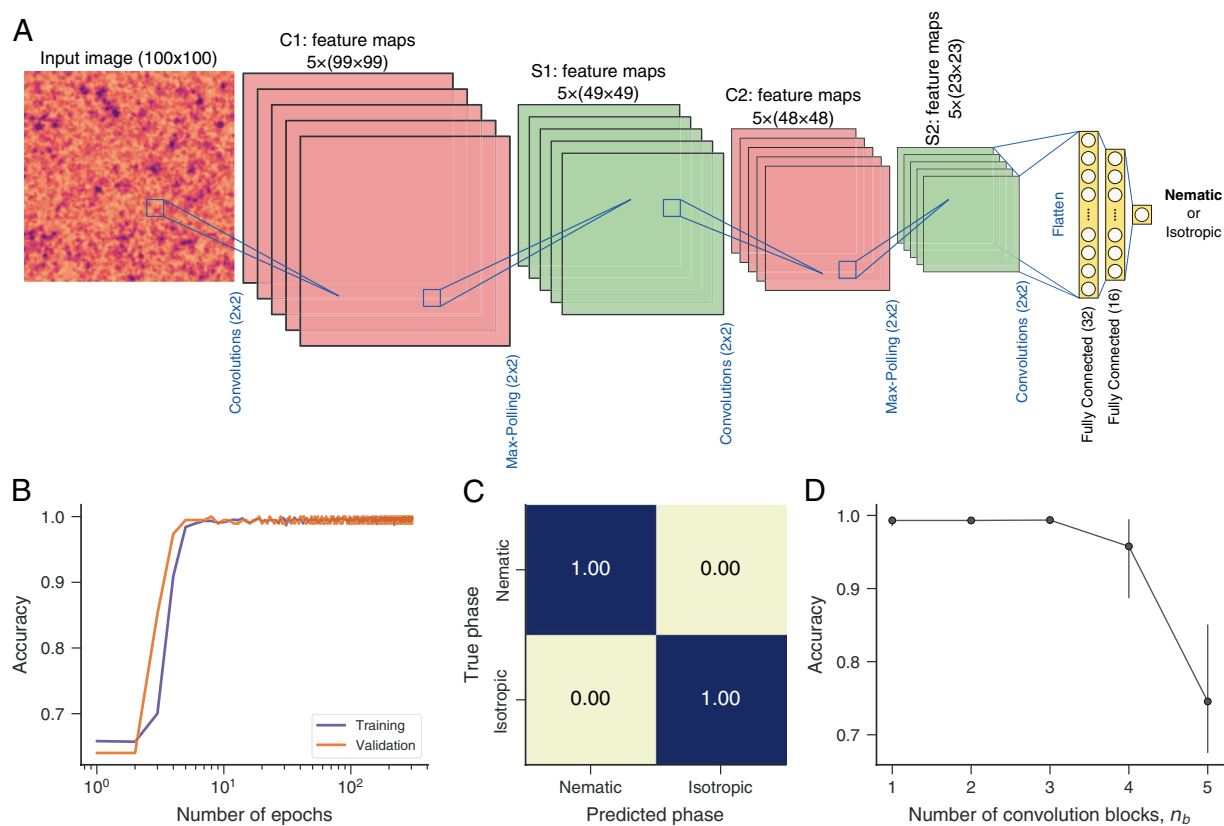 A
Input image (100x100)
C1: feature maps
5×(99×99)
S1: feature maps
5×(49×49)
C2: feature maps
5×(48×48)
S2: feature maps
5×(23×23)
Convolutions (2x2)
Max-Polling (2x2)
Convolutions (2x2)
Max-Polling (2x2)
Convolutions (2x2)
Flatten
Fully Connected (32)
Fully Connected (16)
Nematic
or
Isotropic
B
Accuracy
1.0
0.9
0.8
0.7
Training
Validation
10⁰
10¹
10²
Number of epochs
C
True phase
Nematic
Isotropic
1.00
0.00
0.00
1.00
Nematic
Isotropic
Predicted phase
D
Accuracy
1.0
0.9
0.8
0.7
1
2
3
4
5
Number of convolution blocks, n_b